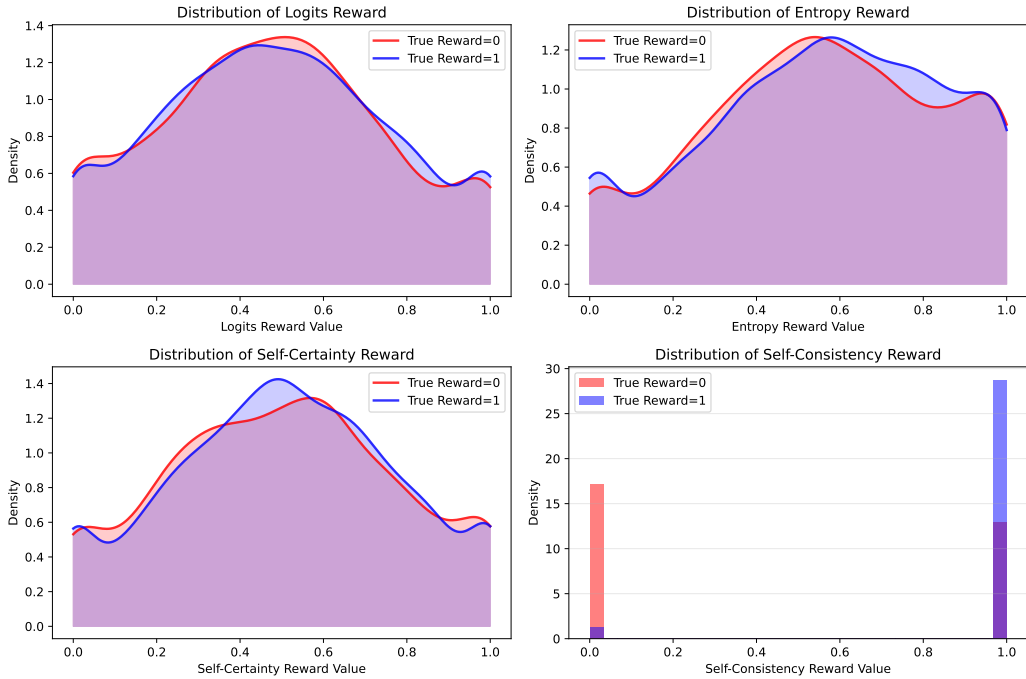 Distribution of Logits Reward
Density
1.4
1.2
1.0
0.8
0.6
0.4
0.2
0.0
True Reward=0
True Reward=1
0.0 0.2 0.4 0.6 0.8 1.0
Logits Reward Value
Distribution of Entropy Reward
Density
1.2
1.0
0.8
0.6
0.4
0.2
0.0
True Reward=0
True Reward=1
0.0 0.2 0.4 0.6 0.8 1.0
Entropy Reward Value
Distribution of Self-Certainty Reward
Density
1.4
1.2
1.0
0.8
0.6
0.4
0.2
0.0
True Reward=0
True Reward=1
0.0 0.2 0.4 0.6 0.8 1.0
Self-Certainty Reward Value
Distribution of Self-Consistency Reward
Density
30
25
20
15
10
5
0
True Reward=0
True Reward=1
0.0 0.2 0.4 0.6 0.8 1.0
Self-Consistency Reward Value